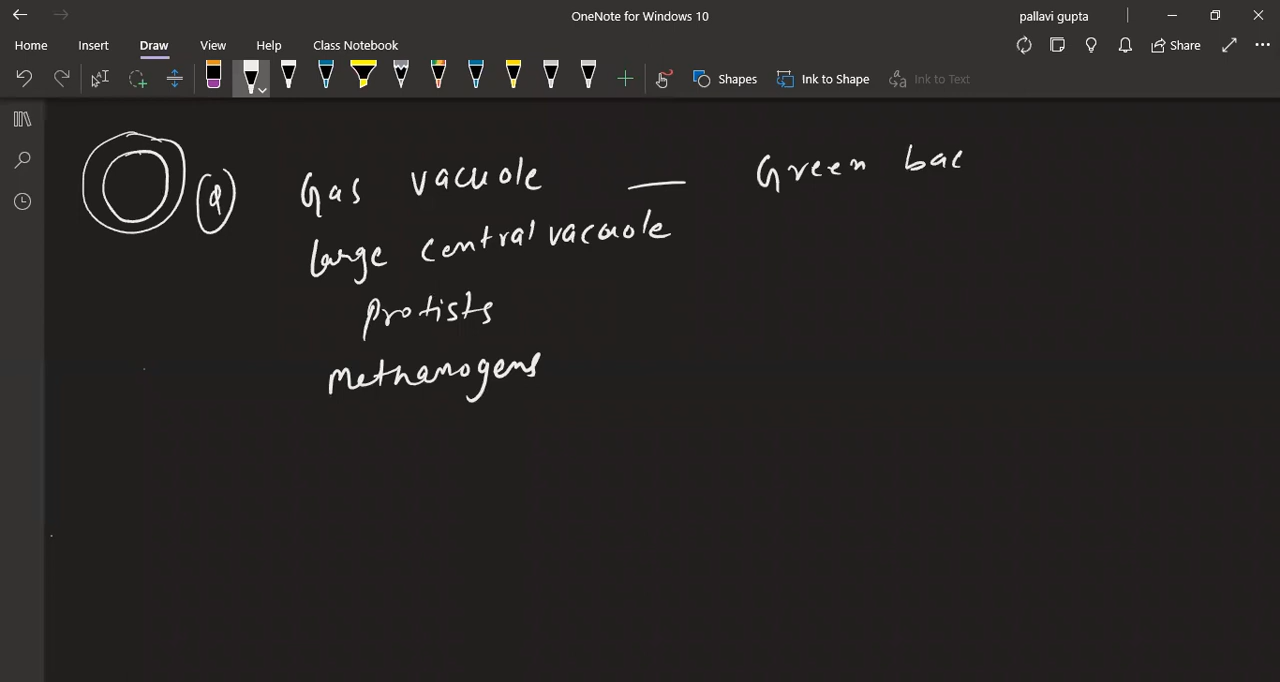 OneNote for Windows 10
pallavi gupta
Home Insert Draw View Help Class Notebook
Share
Shapes Ink to Shape Ink to Text
Q Gas vacuole — Green bac
large central vacuole
protists
Methanogens